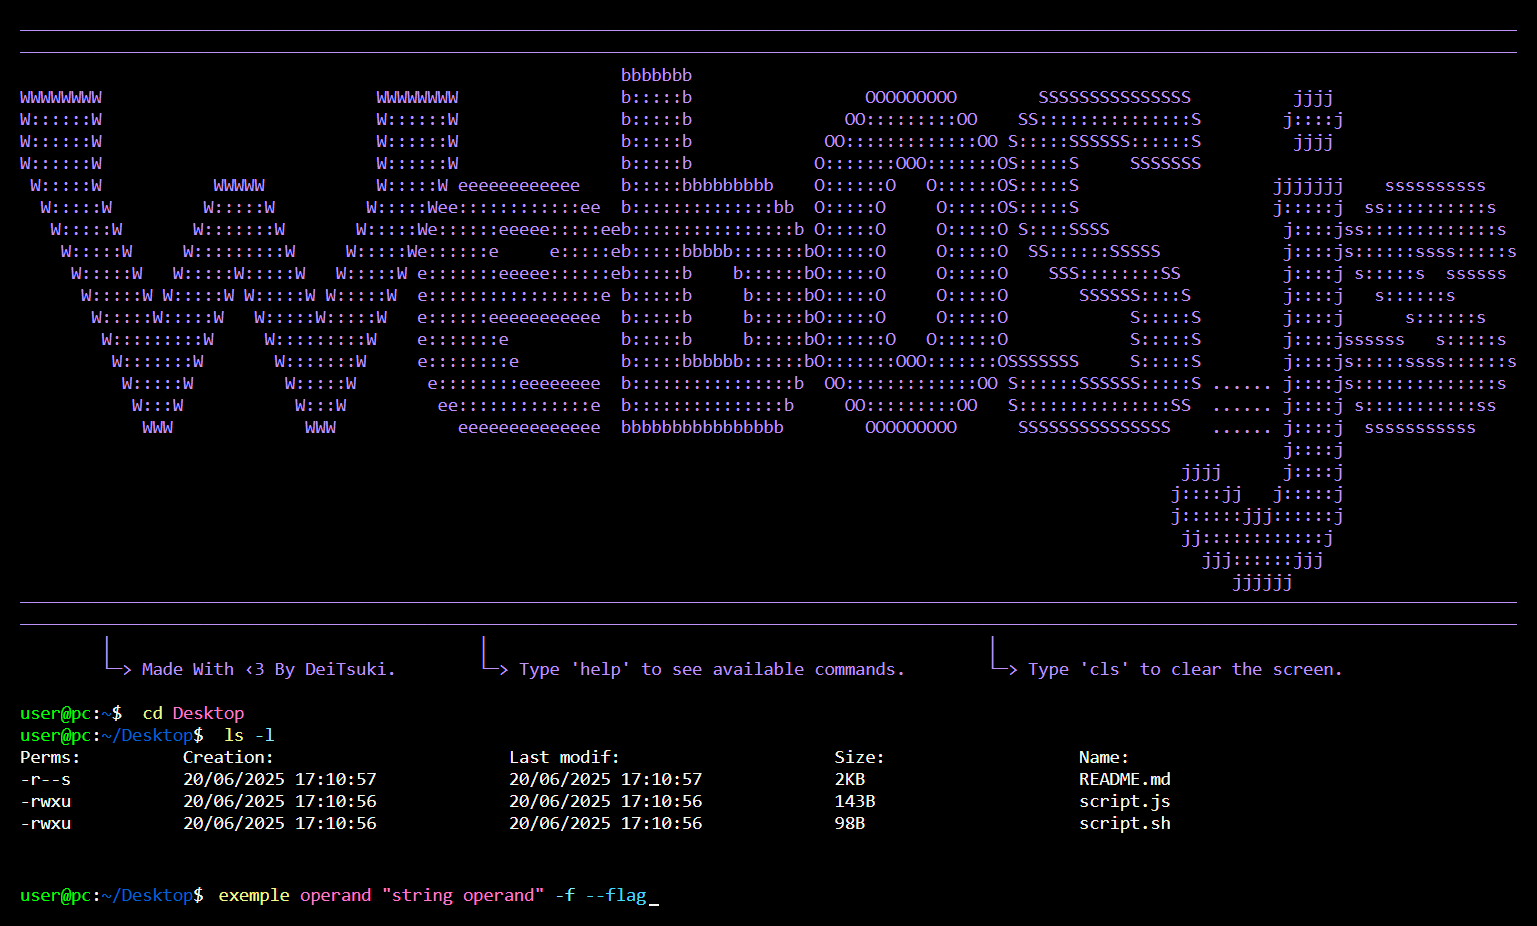 WebOS.js
└─> Made With <3 By DeiTsuki. └─> Type 'help' to see available commands. └─> Type 'cls' to clear the screen.
user@pc:~$ cd Desktop
user@pc:~/Desktop$ ls -l
Perms: Creation: Last modif: Size: Name:
-r--s 20/06/2025 17:10:57 20/06/2025 17:10:57 2KB README.md
-rwxu 20/06/2025 17:10:56 20/06/2025 17:10:56 143B script.js
-rwxu 20/06/2025 17:10:56 20/06/2025 17:10:56 98B script.sh
user@pc:~/Desktop$ exemple operand "string operand" -f --flag_